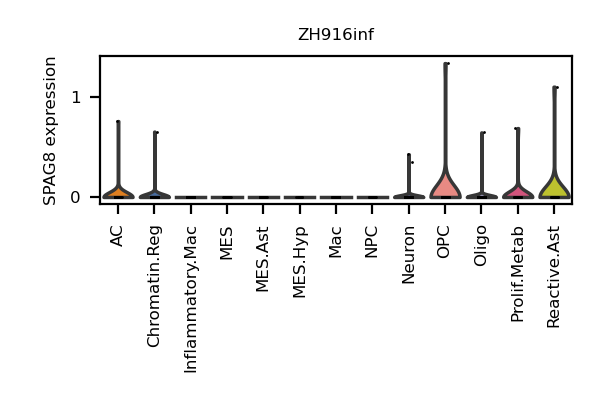 ZH916inf
SPAG8 expression
1
0
AC
Chromatin.Reg
Inflammatory.Mac
MES
MES.Ast
MES.Hyp
Mac
NPC
Neuron
OPC
Oligo
Prolif.Metab
Reactive.Ast